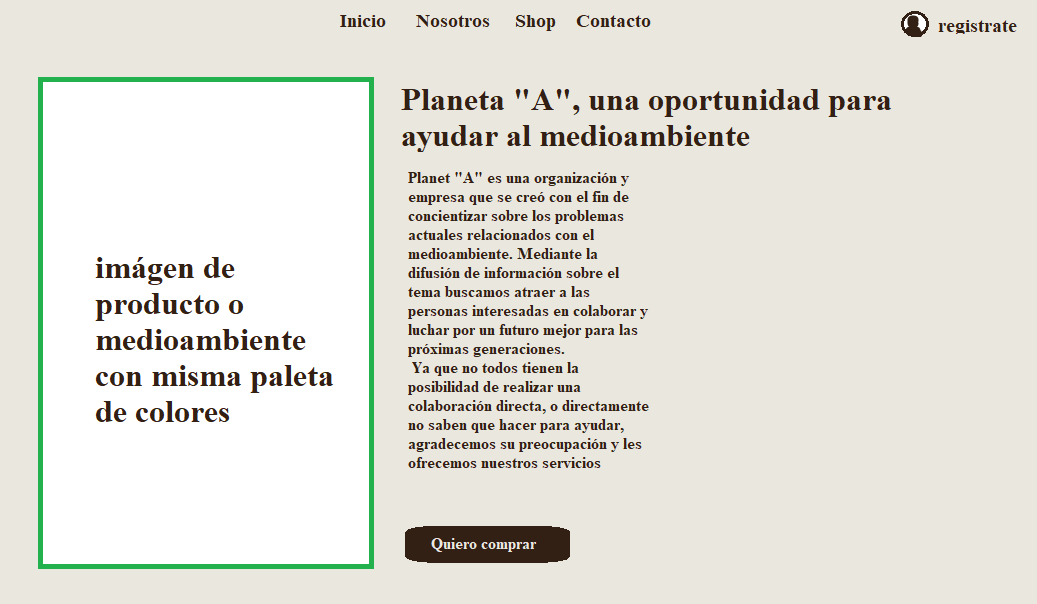 Inicio Nosotros Shop Contacto registrate
Planeta "A", una oportunidad para
ayudar al medioambiente
Planet "A" es una organización y
empresa que se creó con el fin de
concientizar sobre los problemas
actuales relacionados con el
medioambiente. Mediante la
difusión de información sobre el
tema buscamos atraer a las
personas interesadas en colaborar y
luchar por un futuro mejor para las
próximas generaciones.
Ya que no todos tienen la
posibilidad de realizar una
colaboración directa, o directamente
no saben que hacer para ayudar,
agradecemos su preocupación y les
ofrecemos nuestros servicios
imágen de
producto o
medioambiente
con misma paleta
de colores
Quiero comprar